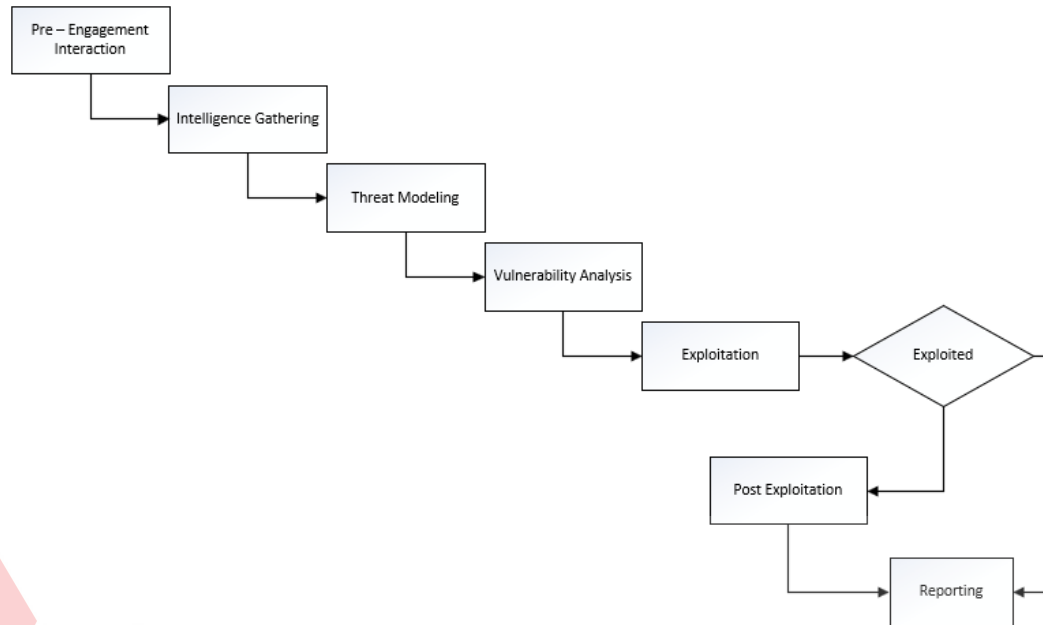 Pre – Engagement
Interaction
Intelligence Gathering
Threat Modeling
Vulnerability Analysis
Exploitation
Exploited
Post Exploitation
Reporting